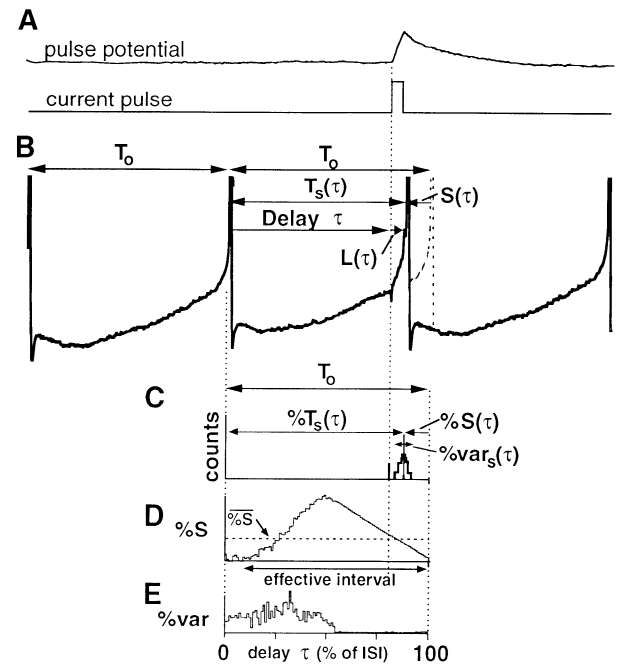 A
pulse potential
current pulse
B
To To
Ts(τ)
S(τ)
Delay τ
L(τ)
To
C
counts
%Ts(τ)
%S(τ)
%vars(τ)
D
%S
%S
effective interval
E
%var
0 delay τ (% of ISI) 100